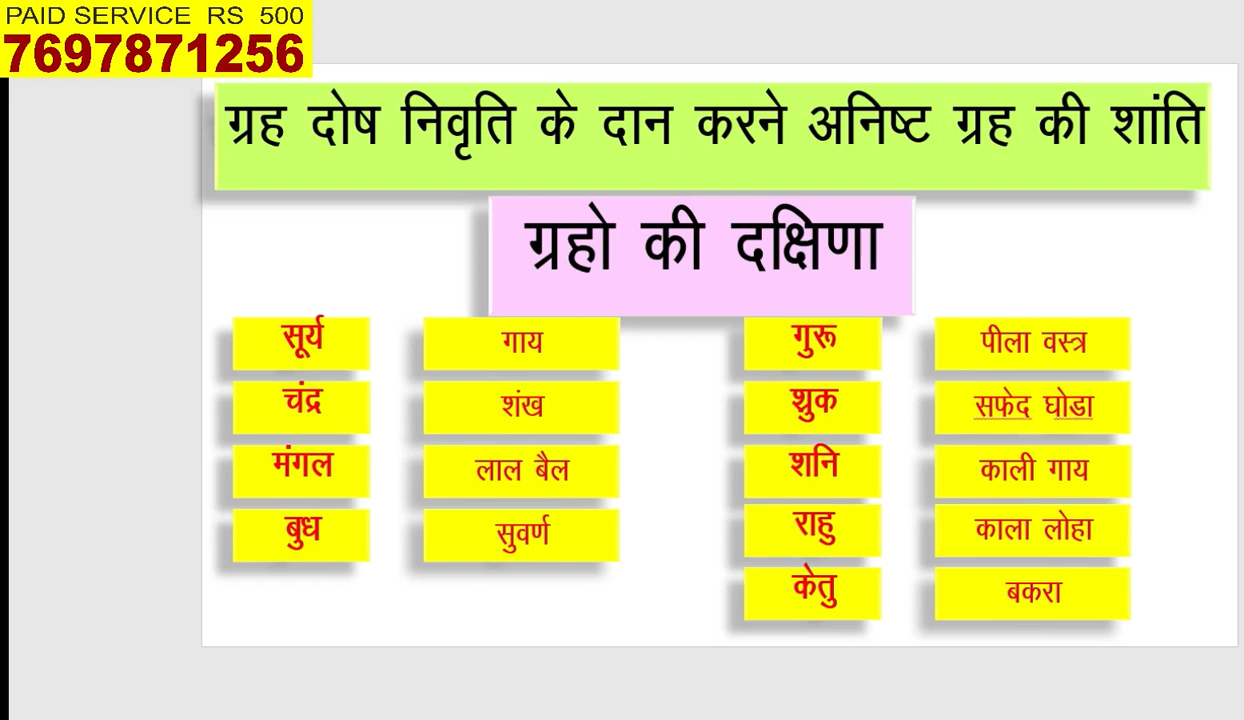 PAID SERVICE RS 500
7697871256
ग्रह दोष निवृति के दान करने अनिष्ट ग्रह की शांति
ग्रहो की दक्षिणा
सूर्य गाय
चंद्र शंख
मंगल लाल बैल
बुध सुवर्ण
गुरू पीला वस्त्र
श्रुक सफेद घोडा
शनि काली गाय
राहु काला लोहा
केतु बकरा